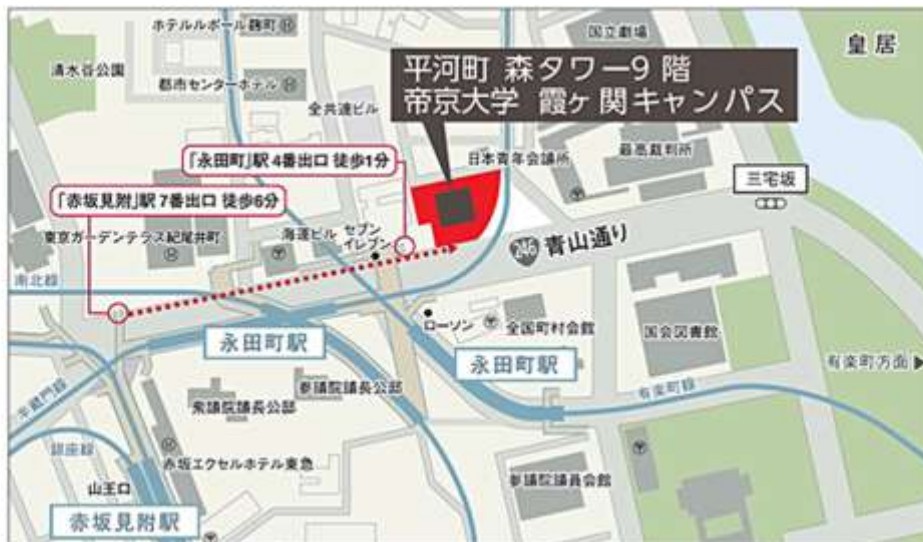 ホテルルポール麹町
国立劇場
皇居
清水谷公園
平河町 森タワー9 階
帝京大学 霞ヶ関キャンパス
都市センターホテル
全共連ビル
「永田町」駅 4番出口 徒歩1分
日本青年会議所
最高裁判所
三宅坂
「赤坂見附」駅 7番出口 徒歩6分
東京ガーデンテラス紀尾井町
海運ビル
セブン
イレブン
246
青山通り
南北線
ローソン
全国町村会館
国会図書館
永田町駅
永田町駅
有楽町方面
半蔵門線
衆議院議長公邸
参議院議長公邸
有楽町線
銀座線
赤坂エクセルホテル東急
山王口
参議院議員会館
赤坂見附駅